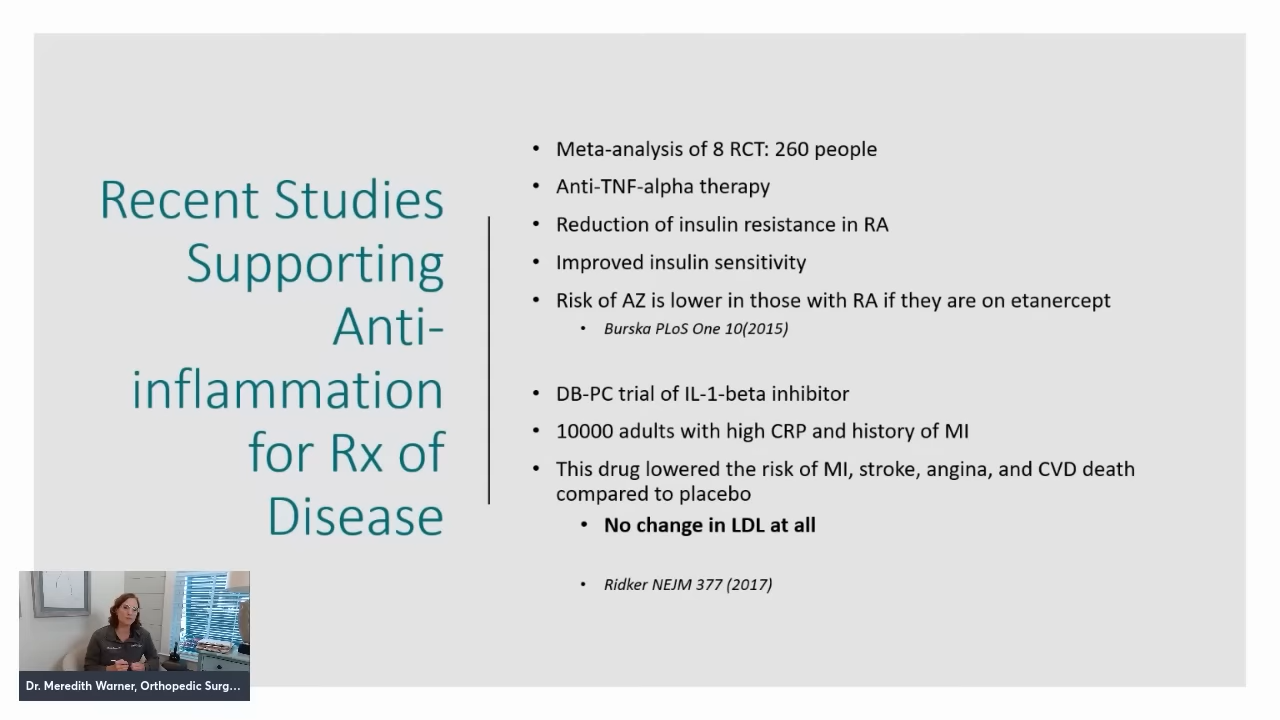 Recent Studies
Supporting
Anti-
inflammation
for Rx of
Disease
• Meta-analysis of 8 RCT: 260 people
• Anti-TNF-alpha therapy
• Reduction of insulin resistance in RA
• Improved insulin sensitivity
• Risk of AZ is lower in those with RA if they are on etanercept
• Burska PLoS One 10(2015)
• DB-PC trial of IL-1-beta inhibitor
• 10000 adults with high CRP and history of MI
• This drug lowered the risk of MI, stroke, angina, and CVD death
compared to placebo
• No change in LDL at all
• Ridker NEJM 377 (2017)
Dr. Meredith Warner, Orthopedic Surg...